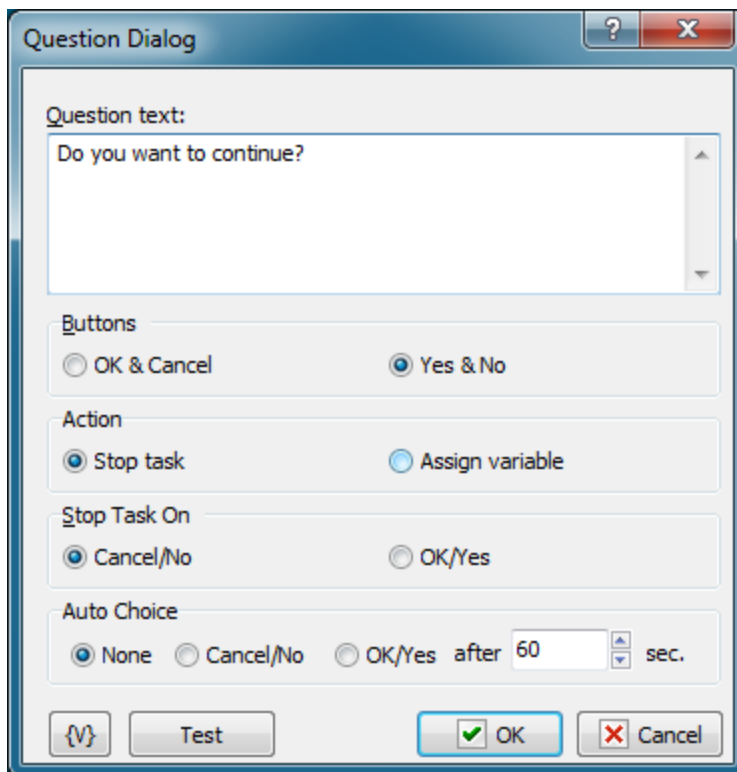 Question Dialog
?
Question text:
Do you want to continue?
Buttons
OK & Cancel Yes & No
Action
Stop task Assign variable
Stop Task On
Cancel/No OK/Yes
Auto Choice
None Cancel/No OK/Yes after 60 sec.
{V} Test OK Cancel